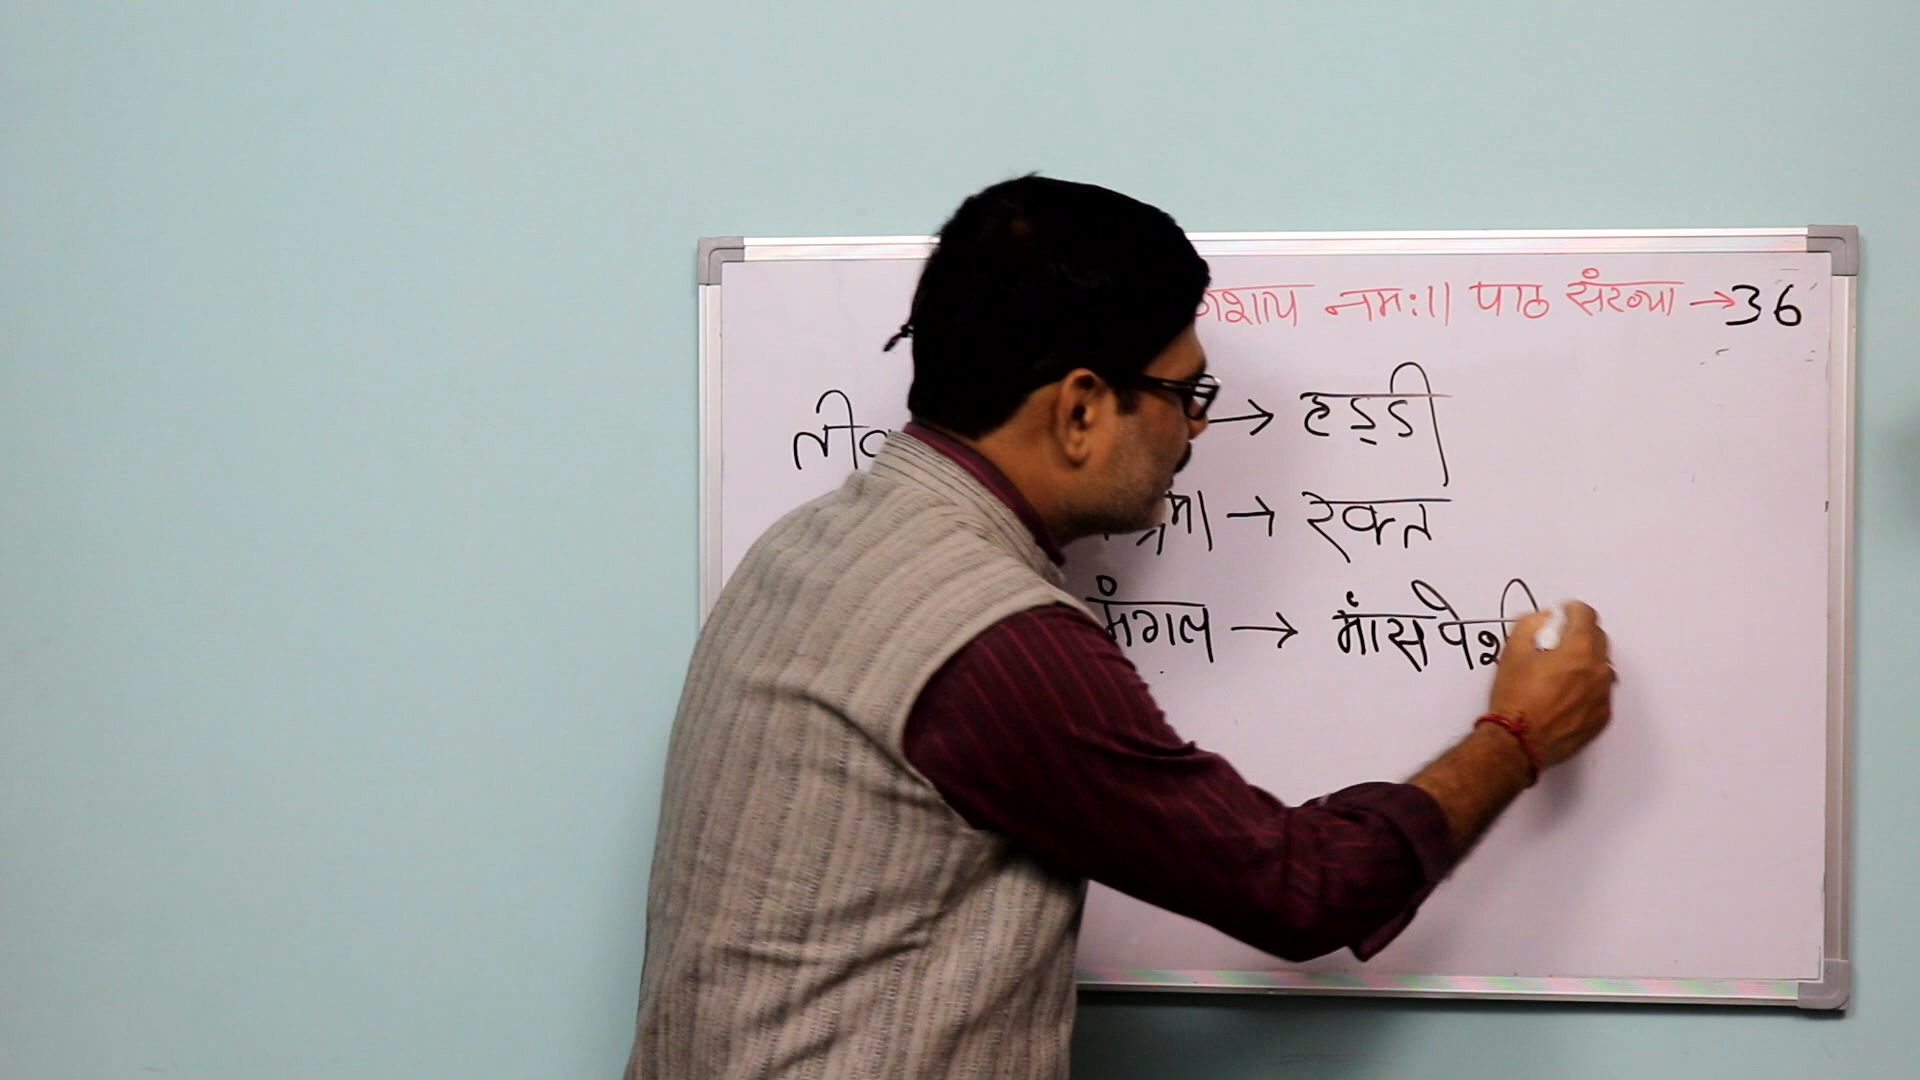 नमः॥ पाठ संख्या → 36
→ हड्डी
→ रक्त
मंगल → मांसपेशी